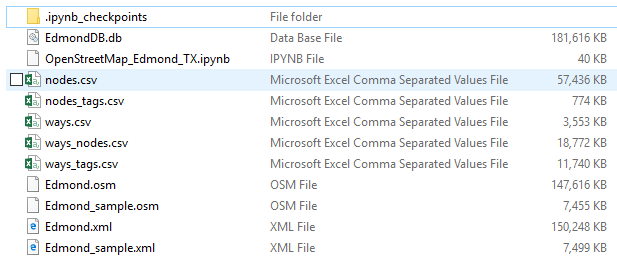 .ipynb_checkpoints File folder
EdmondDB.db Data Base File 181,616 KB
OpenStreetMap_Edmond_TX.ipynb IPYNB File 40 KB
nodes.csv Microsoft Excel Comma Separated Values File 57,436 KB
nodes_tags.csv Microsoft Excel Comma Separated Values File 774 KB
ways.csv Microsoft Excel Comma Separated Values File 3,553 KB
ways_nodes.csv Microsoft Excel Comma Separated Values File 18,772 KB
ways_tags.csv Microsoft Excel Comma Separated Values File 11,740 KB
Edmond.osm OSM File 147,616 KB
Edmond_sample.osm OSM File 7,455 KB
Edmond.xml XML File 150,248 KB
Edmond_sample.xml XML File 7,499 KB